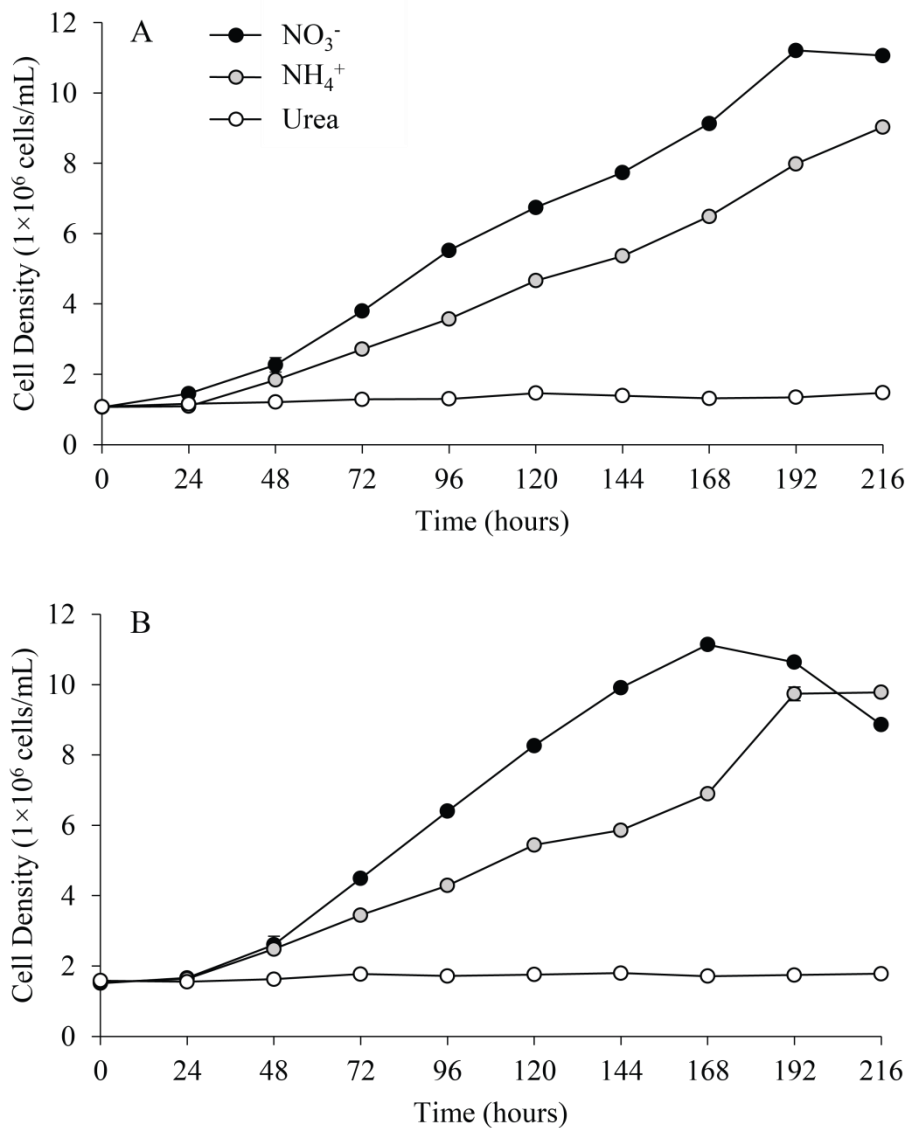 A
NO₃⁻
NH₄⁺
Urea
Cell Density (1×10⁶ cells/mL)
12
10
8
6
4
2
0
0 24 48 72 96 120 144 168 192 216
Time (hours)
B
Cell Density (1×10⁶ cells/mL)
12
10
8
6
4
2
0
0 24 48 72 96 120 144 168 192 216
Time (hours)